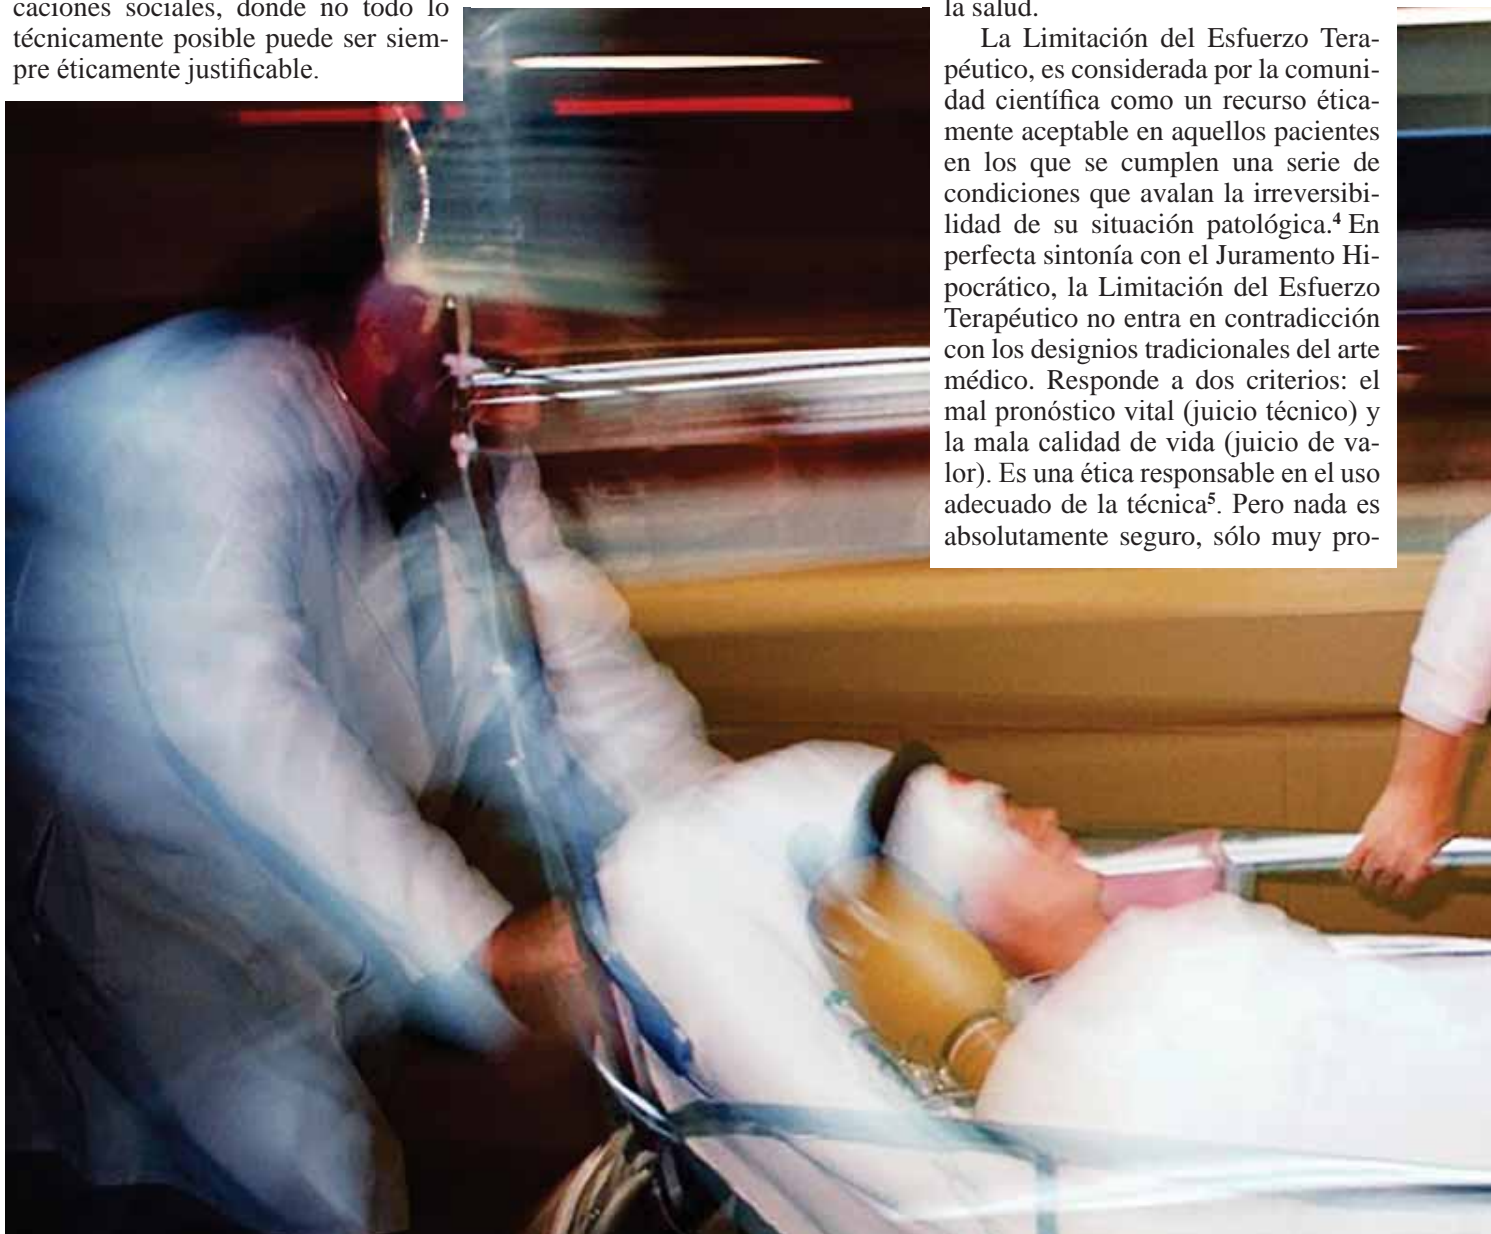 caciones sociales, donde no todo lo
técnicamente posible puede ser siem-
pre éticamente justificable.
la salud.
La Limitación del Esfuerzo Tera-
péutico, es considerada por la comuni-
dad científica como un recurso ética-
mente aceptable en aquellos pacientes
en los que se cumplen una serie de
condiciones que avalan la irreversibi-
lidad de su situación patológica.⁴ En
perfecta sintonía con el Juramento Hi-
pocrático, la Limitación del Esfuerzo
Terapéutico no entra en contradicción
con los designios tradicionales del arte
médico. Responde a dos criterios: el
mal pronóstico vital (juicio técnico) y
la mala calidad de vida (juicio de va-
lor). Es una ética responsable en el uso
adecuado de la técnica⁵. Pero nada es
absolutamente seguro, sólo muy pro-